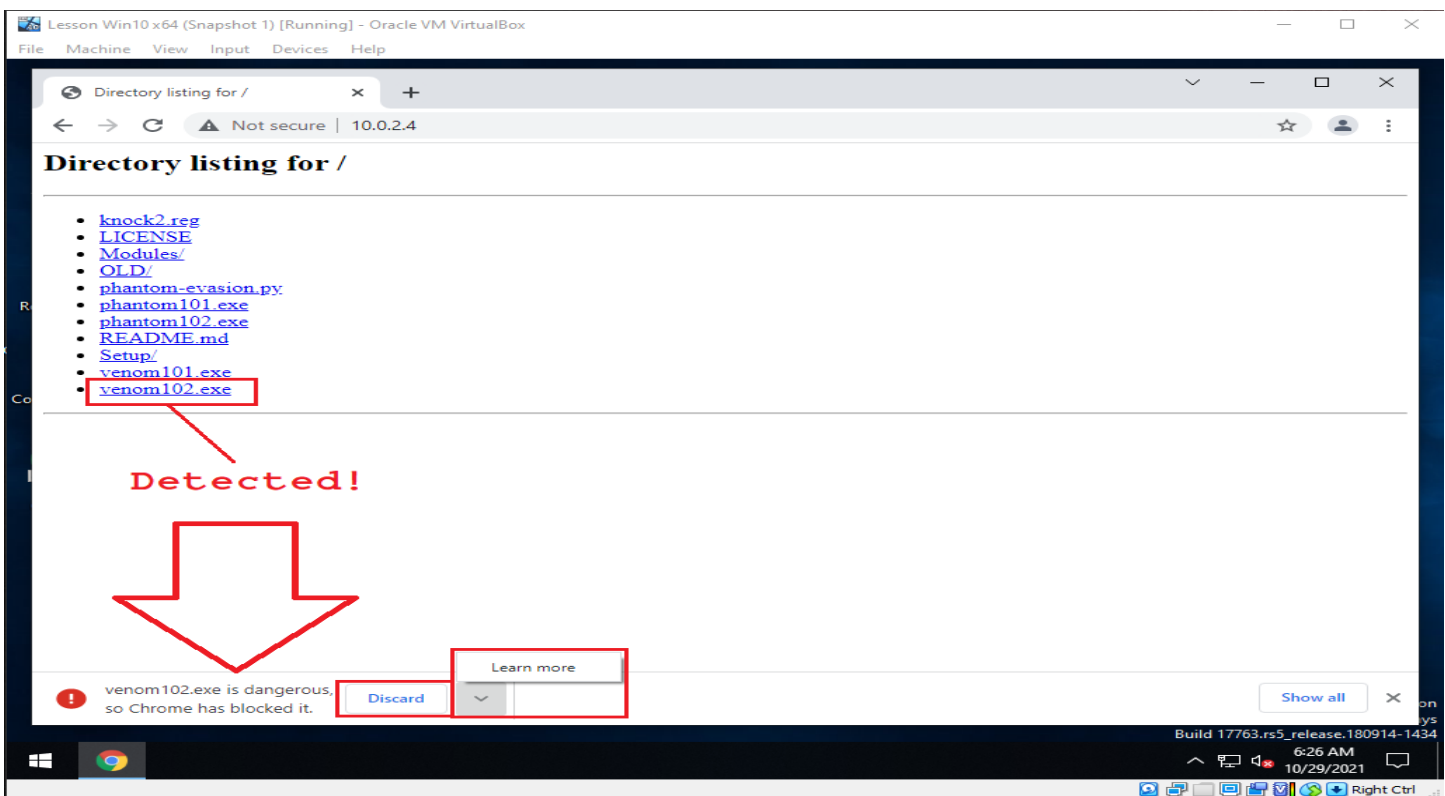 Lesson Win10 x64 (Snapshot 1) [Running] - Oracle VM VirtualBox
File Machine View Input Devices Help
Directory listing for /
Not secure | 10.0.2.4
Directory listing for /
knock2.reg
LICENSE
Modules/
OLD/
phantom-evasion.py
phantom101.exe
phantom102.exe
README.md
Setup/
venom101.exe
venom102.exe
Detected!
Learn more
venom102.exe is dangerous,
so Chrome has blocked it.
Discard
Show all
Build 17763.rs5_release.180914-1434
6:26 AM
10/29/2021
Right Ctrl